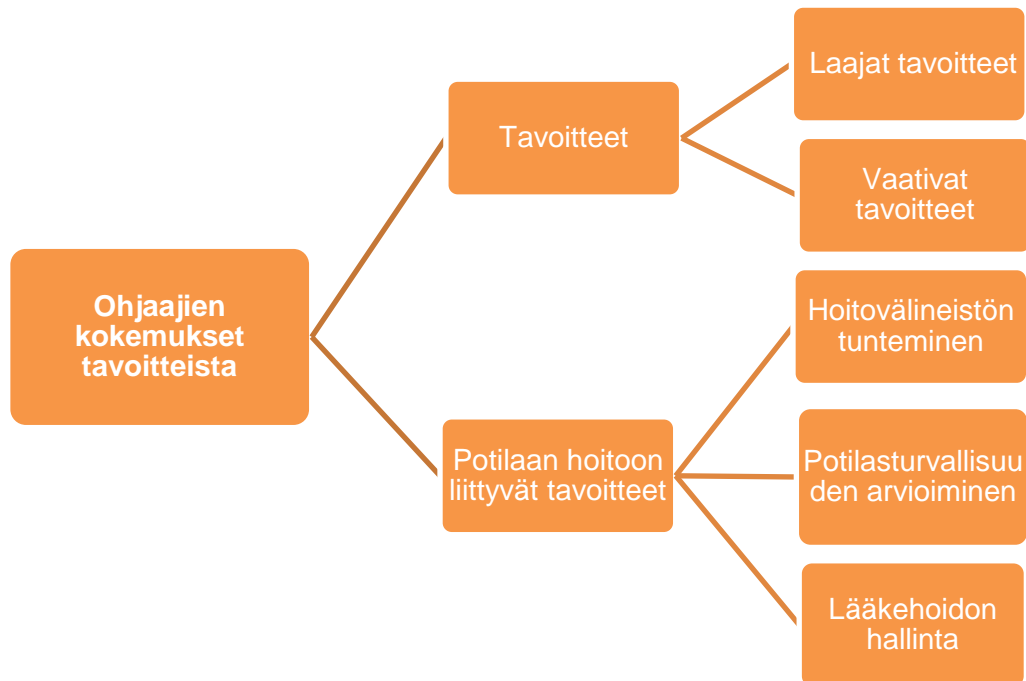 Laajat tavoitteet
Tavoitteet
Vaativat
tavoitteet
Ohjaajien
kokemukset
tavoitteista
Hoitovälineistön
tunteminen
Potilaan hoitoon
liittyvät tavoitteet
Potilasturvallisuu
den arvioiminen
Lääkehoidon
hallinta